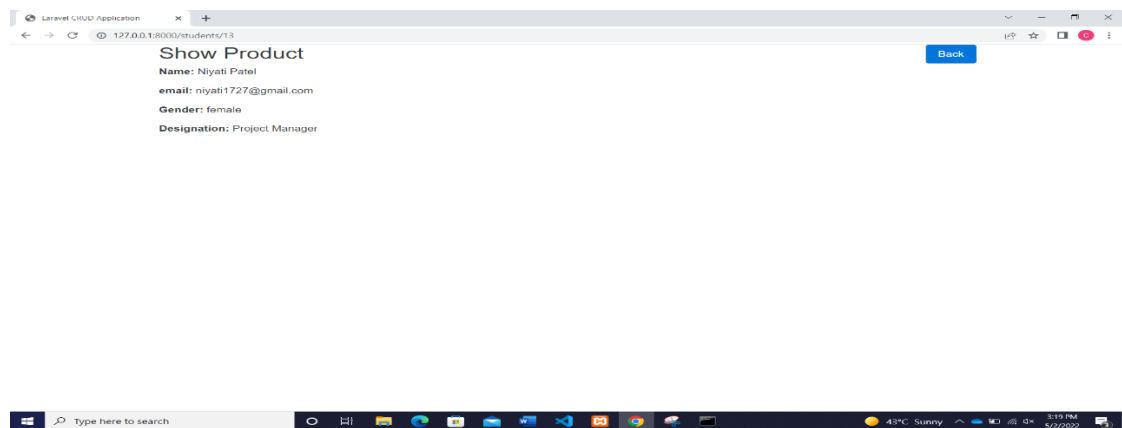 Laravel CRUD Application
127.0.0.1:8000/students/13
G
Show Product
Back
Name: Niyati Patel
email: niyati1727@gmail.com
Gender: female
Designation: Project Manager
Type here to search
43°C Sunny
3:19 PM
5/2/2022